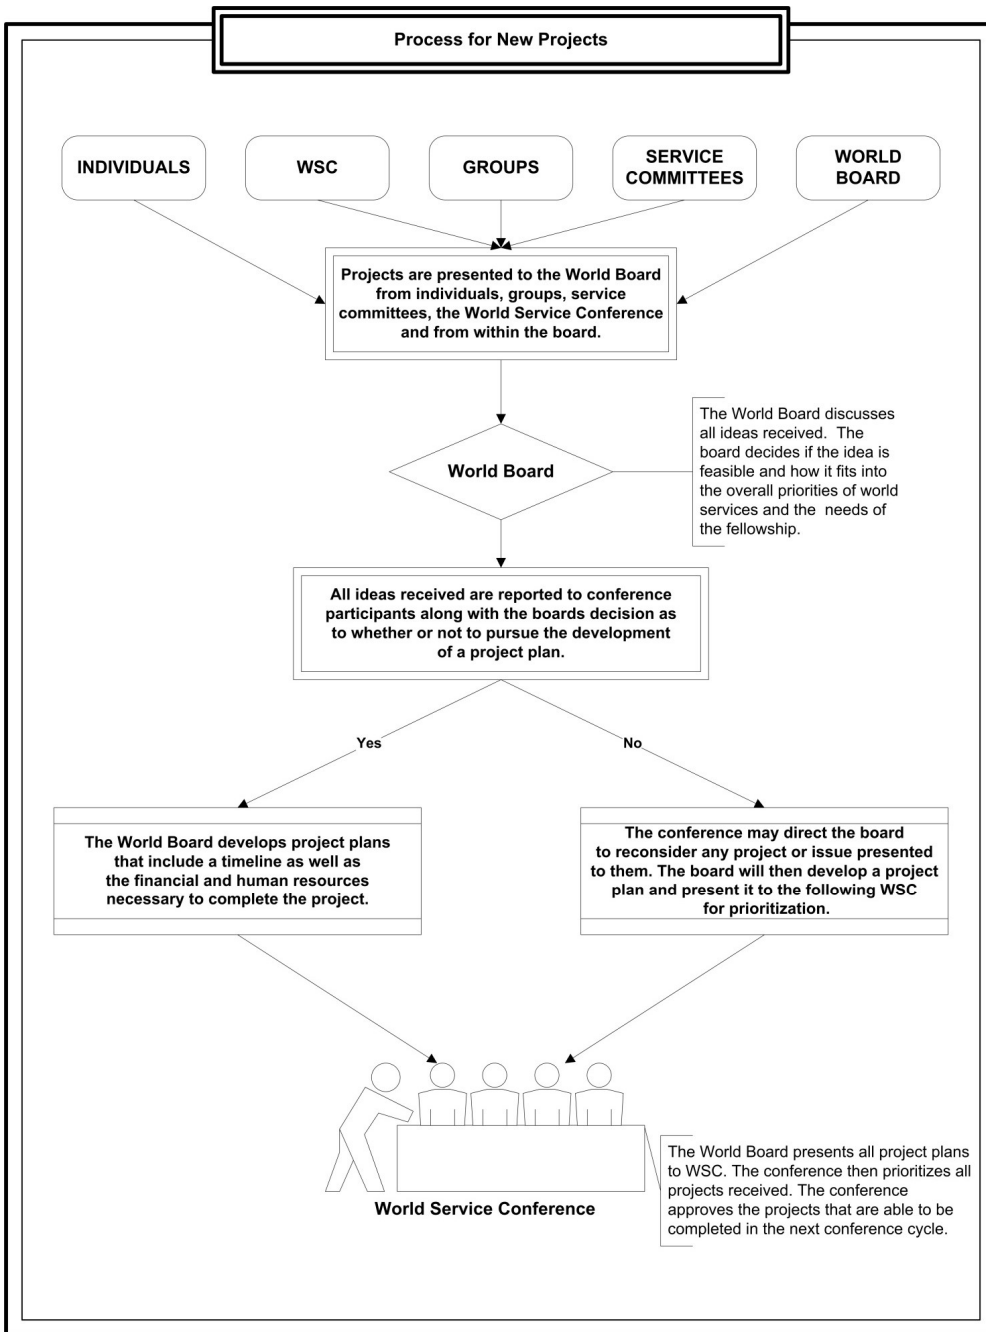 Process for New Projects
INDIVIDUALS
WSC
GROUPS
SERVICE
COMMITTEES
WORLD
BOARD
Projects are presented to the World Board
from individuals, groups, service
committees, the World Service Conference
and from within the board.
World Board
The World Board discusses
all ideas received.  The
board decides if the idea is
feasible and how it fits into
the overall priorities of world
services and the  needs of
the fellowship.
All ideas received are reported to conference
participants along with the boards decision as
to whether or not to pursue the development
of a project plan.
Yes
No
The World Board develops project plans
that include a timeline as well as
the financial and human resources
necessary to complete the project.
The conference may direct the board
to reconsider any project or issue presented
to them. The board will then develop a project
plan and present it to the following WSC
for prioritization.
World Service Conference
The World Board presents all project plans
to WSC. The conference then prioritizes all
projects received. The conference
approves the projects that are able to be
completed in the next conference cycle.